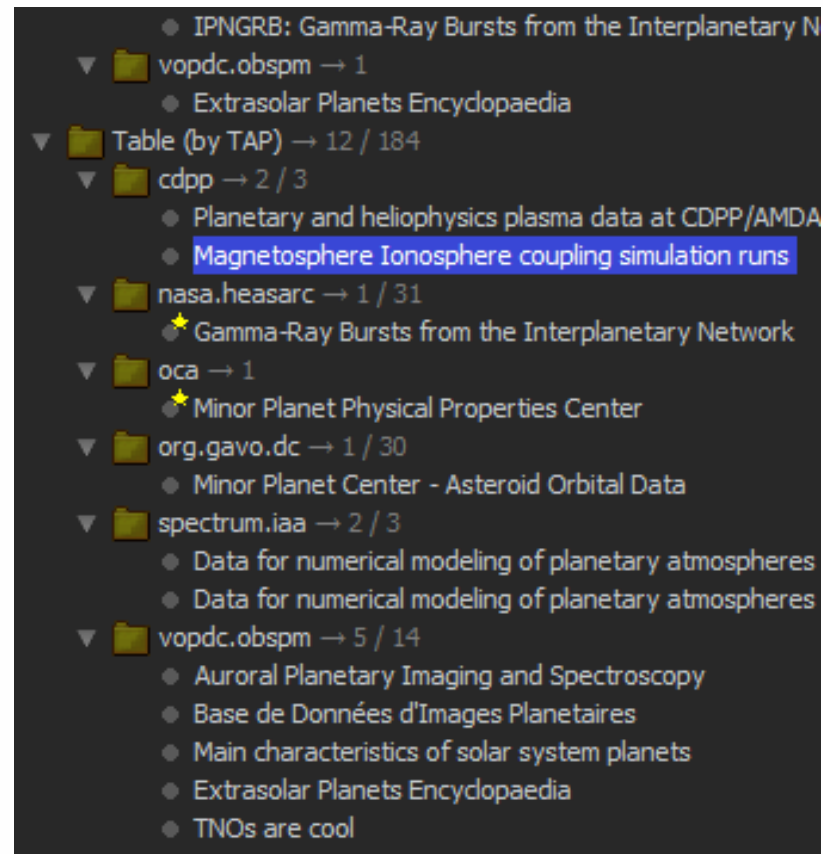 IPNGRB: Gamma-Ray Bursts from the Interplanetary N
vopdc.obspm → 1
Extrasolar Planets Encyclopaedia
Table (by TAP) → 12 / 184
cdpp → 2 / 3
Planetary and heliophysics plasma data at CDPP/AMDA
Magnetosphere Ionosphere coupling simulation runs
nasa.heasarc → 1 / 31
Gamma-Ray Bursts from the Interplanetary Network
oca → 1
Minor Planet Physical Properties Center
org.gavo.dc → 1 / 30
Minor Planet Center - Asteroid Orbital Data
spectrum.iaa → 2 / 3
Data for numerical modeling of planetary atmospheres
Data for numerical modeling of planetary atmospheres
vopdc.obspm → 5 / 14
Auroral Planetary Imaging and Spectroscopy
Base de Données d'Images Planetaires
Main characteristics of solar system planets
Extrasolar Planets Encyclopaedia
TNOs are cool